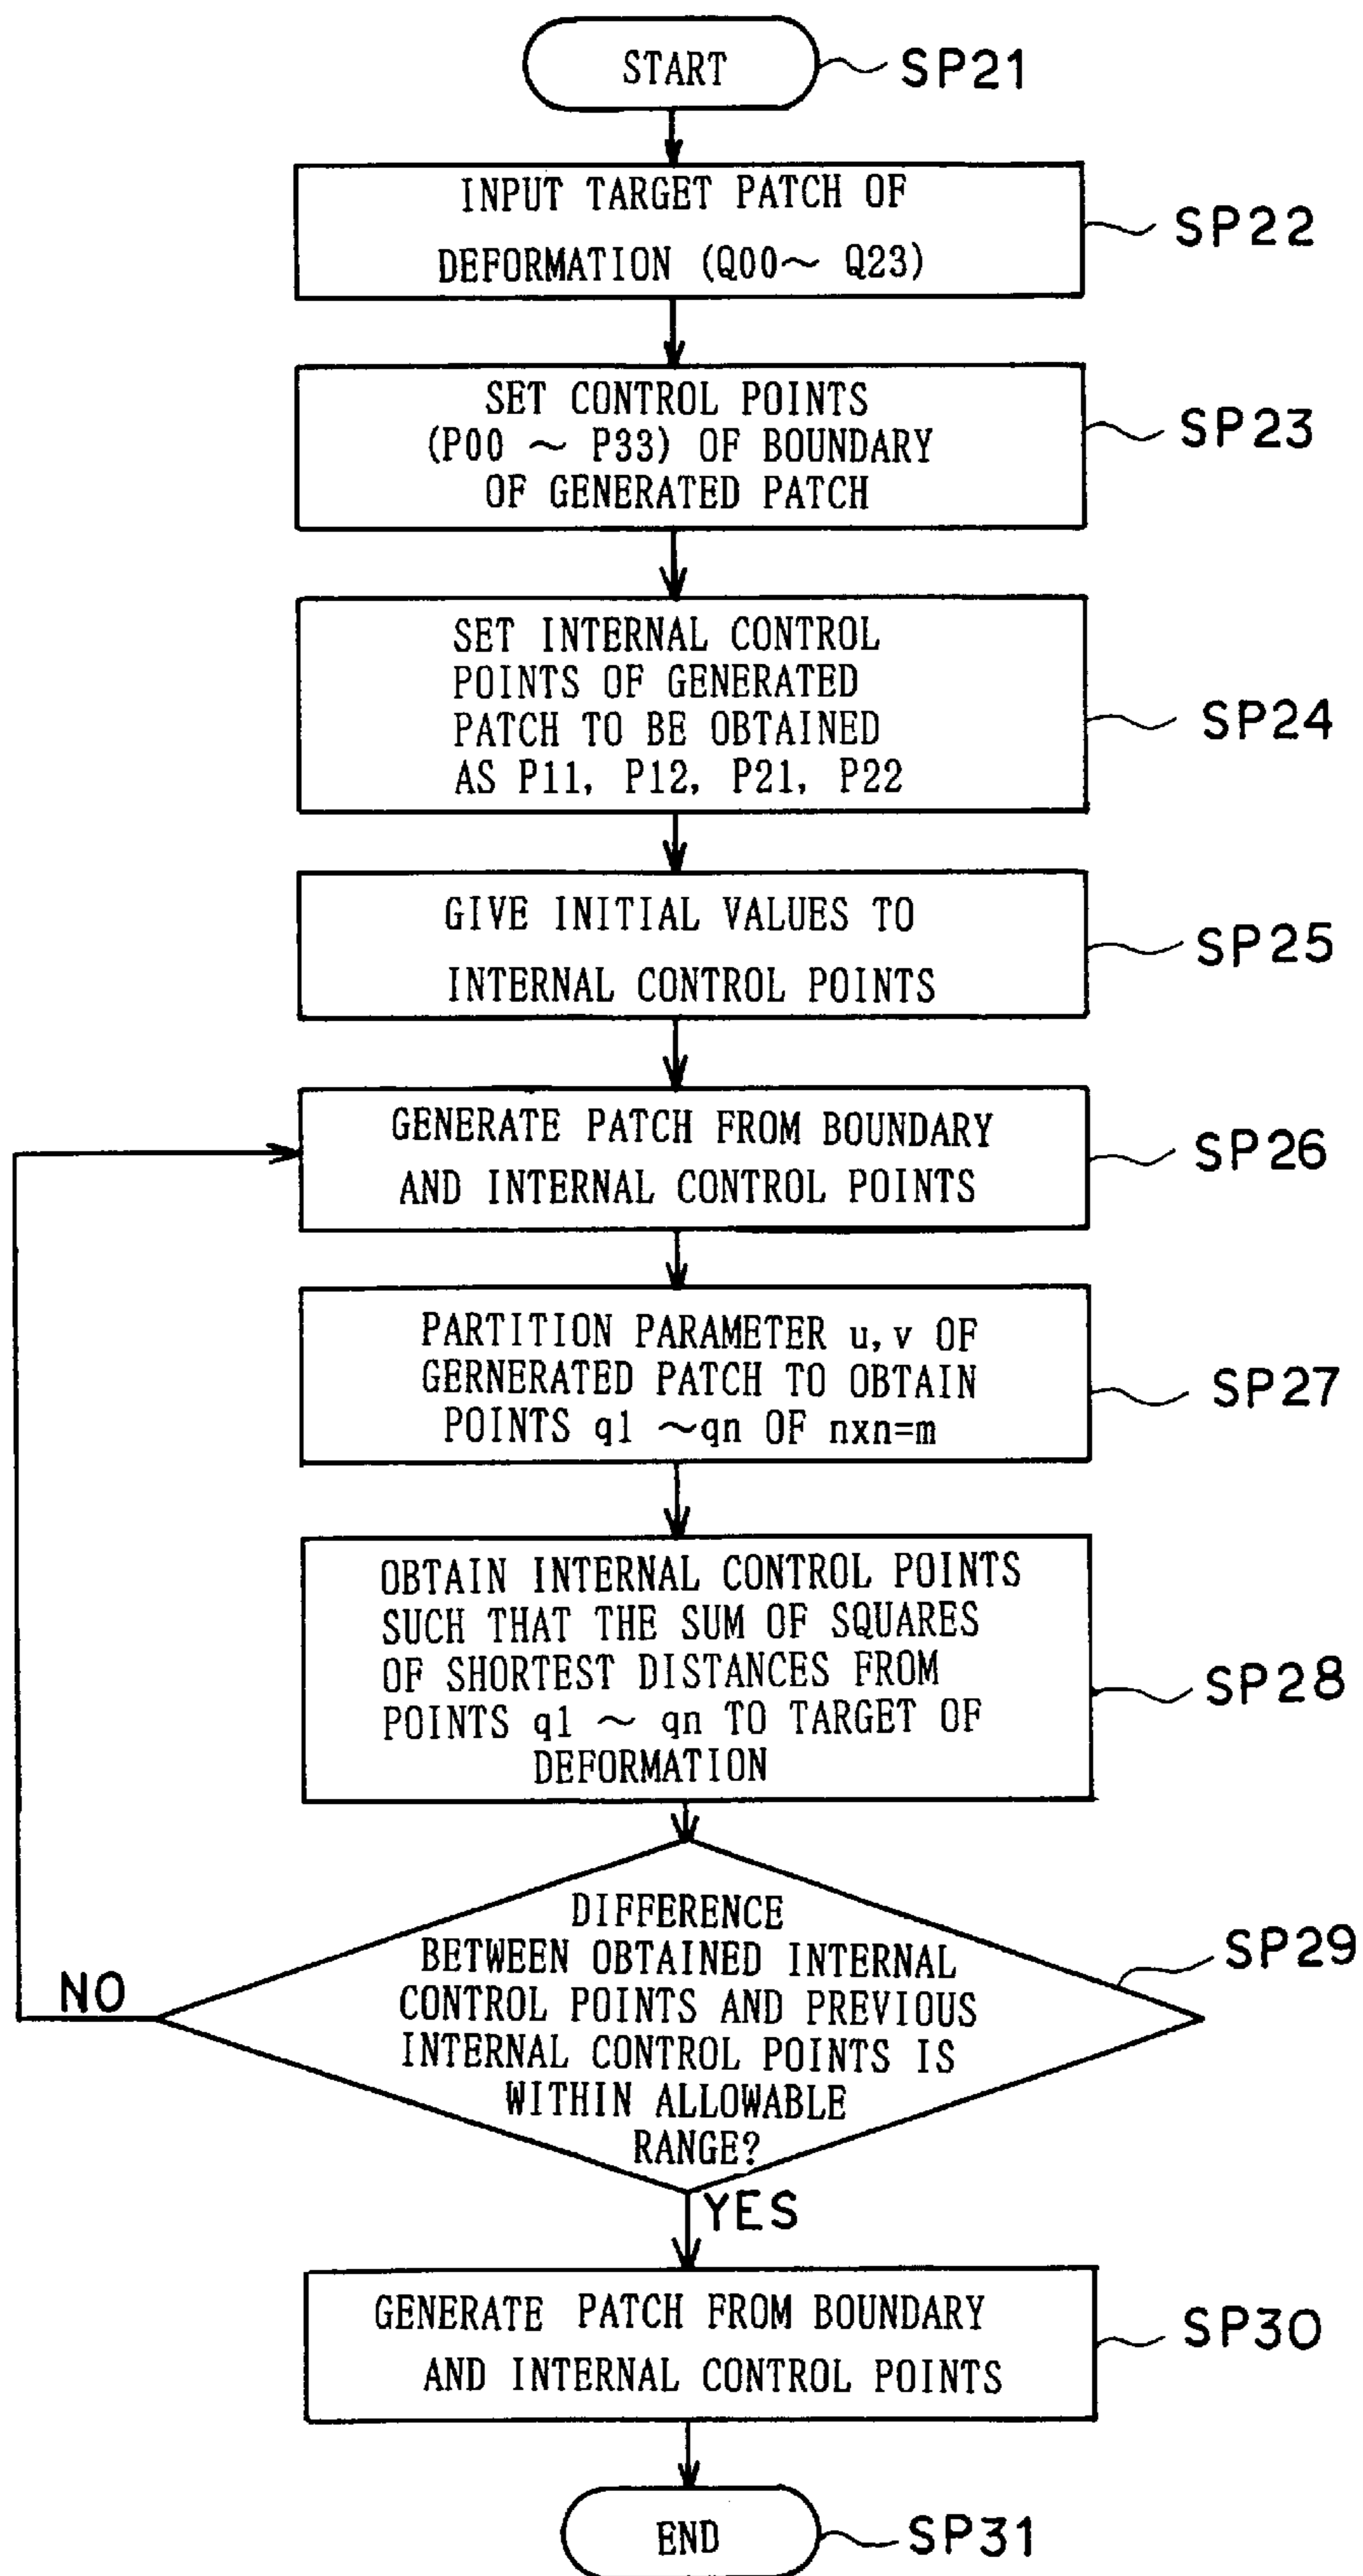 START
SP21
INPUT TARGET PATCH OF
DEFORMATION (Q00～ Q23)
SP22
SET CONTROL POINTS
(P00 ～ P33) OF BOUNDARY
OF GENERATED PATCH
SP23
SET INTERNAL CONTROL
POINTS OF GENERATED
PATCH TO BE OBTAINED
AS P11, P12, P21, P22
SP24
GIVE INITIAL VALUES TO
INTERNAL CONTROL POINTS
SP25
GENERATE PATCH FROM BOUNDARY
AND INTERNAL CONTROL POINTS
SP26
PARTITION PARAMETER u,v OF
GERNERATED PATCH TO OBTAIN
POINTS q1 ～qn OF nxn=m
SP27
OBTAIN INTERNAL CONTROL POINTS
SUCH THAT THE SUM OF SQUARES
OF SHORTEST DISTANCES FROM
POINTS q1 ～ qn TO TARGET OF
DEFORMATION
SP28
DIFFERENCE
BETWEEN OBTAINED INTERNAL
CONTROL POINTS AND PREVIOUS
INTERNAL CONTROL POINTS IS
WITHIN ALLOWABLE
RANGE?
SP29
NO
YES
GENERATE PATCH FROM BOUNDARY
AND INTERNAL CONTROL POINTS
SP30
END
SP31